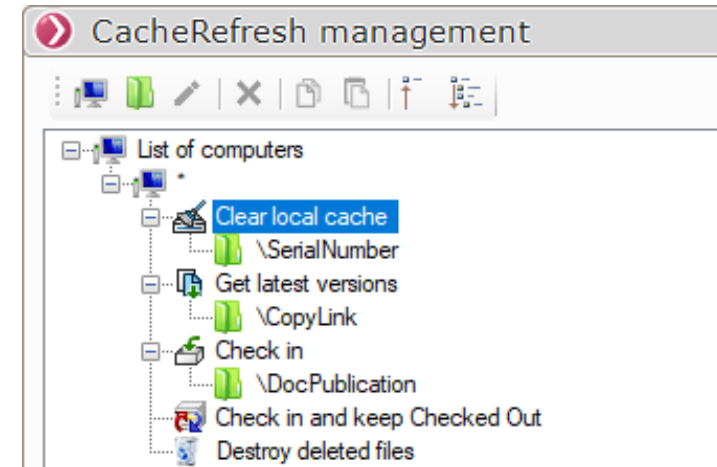 CacheRefresh management
List of computers
*
Clear local cache
\SerialNumber
Get latest versions
\CopyLink
Check in
\DocPublication
Check in and keep Checked Out
Destroy deleted files